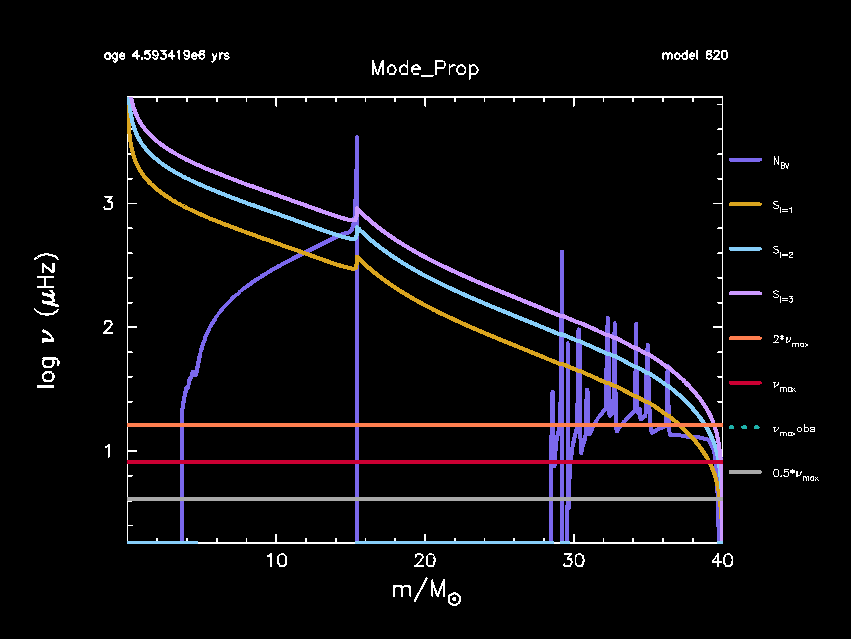 age 4.593419e6 yrs
model 620
Mode_Prop
log ν (μHz)
3
2
1
10
20
30
40
m/M⊙
N_BV
S_l=1
S_l=2
S_l=3
2*ν_max
ν_max
ν_max obs
0.5*ν_max